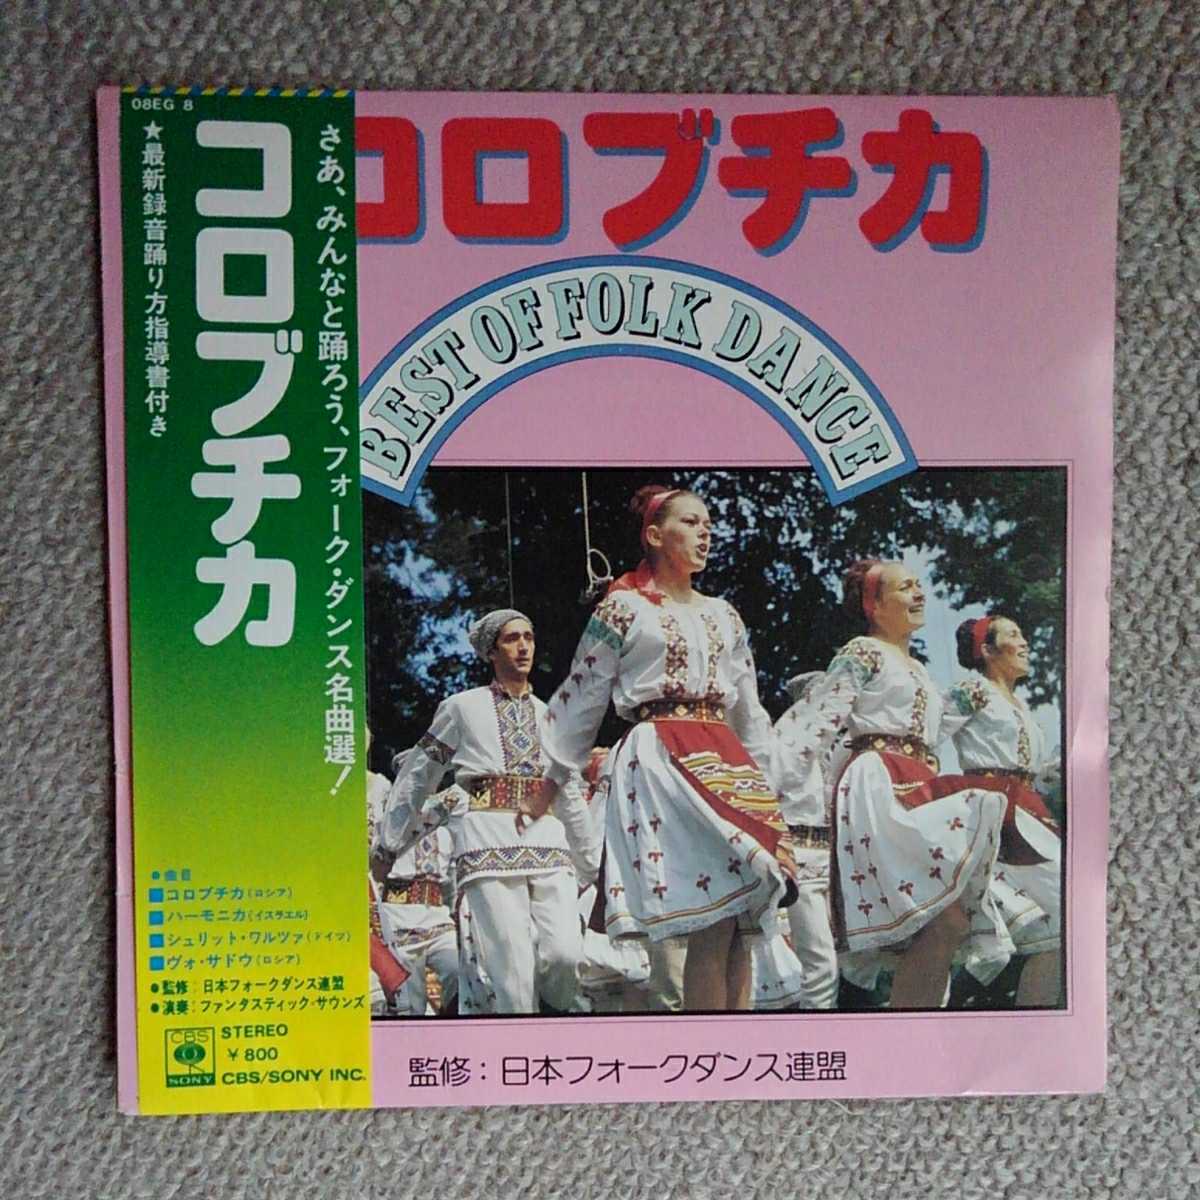 08EG 8
コロブチカ
さあ、みんなと踊ろう、フォーク・ダンス名曲選！
コロブチカ
★最新録音踊り方指導書付き
BEST OF FOLK DANCE
●曲目
■コロブチカ(ロシア)
■ハーモニカ(イスラエル)
■シュリット・ワルツァ(ドイツ)
■ヴォ・サドウ(ロシア)
●監修：日本フォークダンス連盟
●演奏：ファンタスティック・サウンズ
CBS
SONY
STEREO
￥800
CBS/SONY INC.
監修：日本フォークダンス連盟